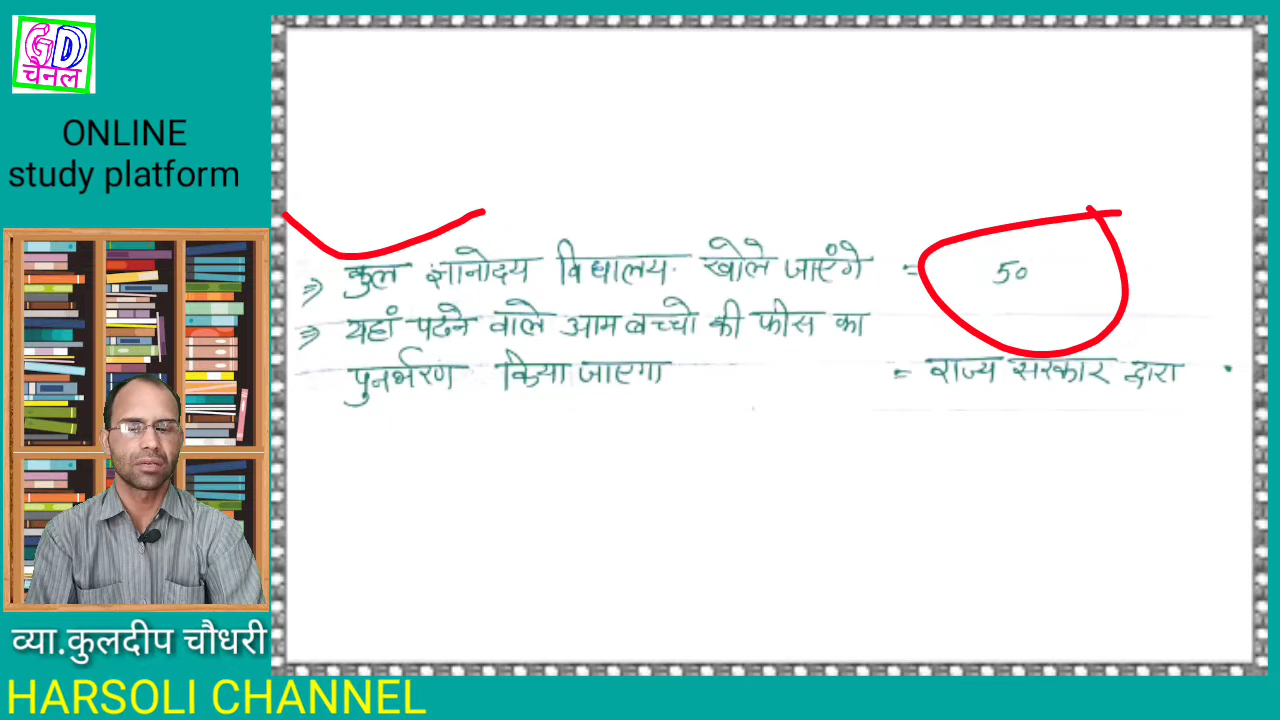 GD
चैनल
ONLINE
study platform
⇒ कुल ज्ञानोदय विधालय खोले जाएंगे = 50
⇒ यहां पढने वाले आम बच्चो की फीस का
पुनर्भरण किया जाएगा = राज्य सरकार द्वारा
व्या.कुलदीप चौधरी
HARSOLI CHANNEL